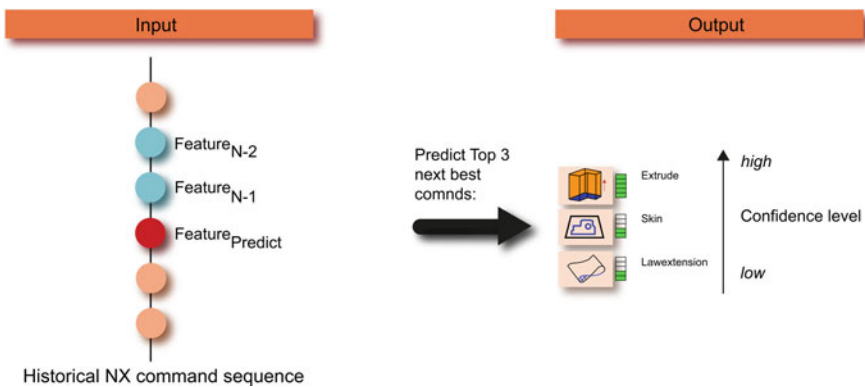 Input
Output
Feature N-2
Feature N-1
Feature Predict
Historical NX command sequence
Predict Top 3
next best
comnds:
Extrude
Skin
Lawextension
high
Confidence level
low